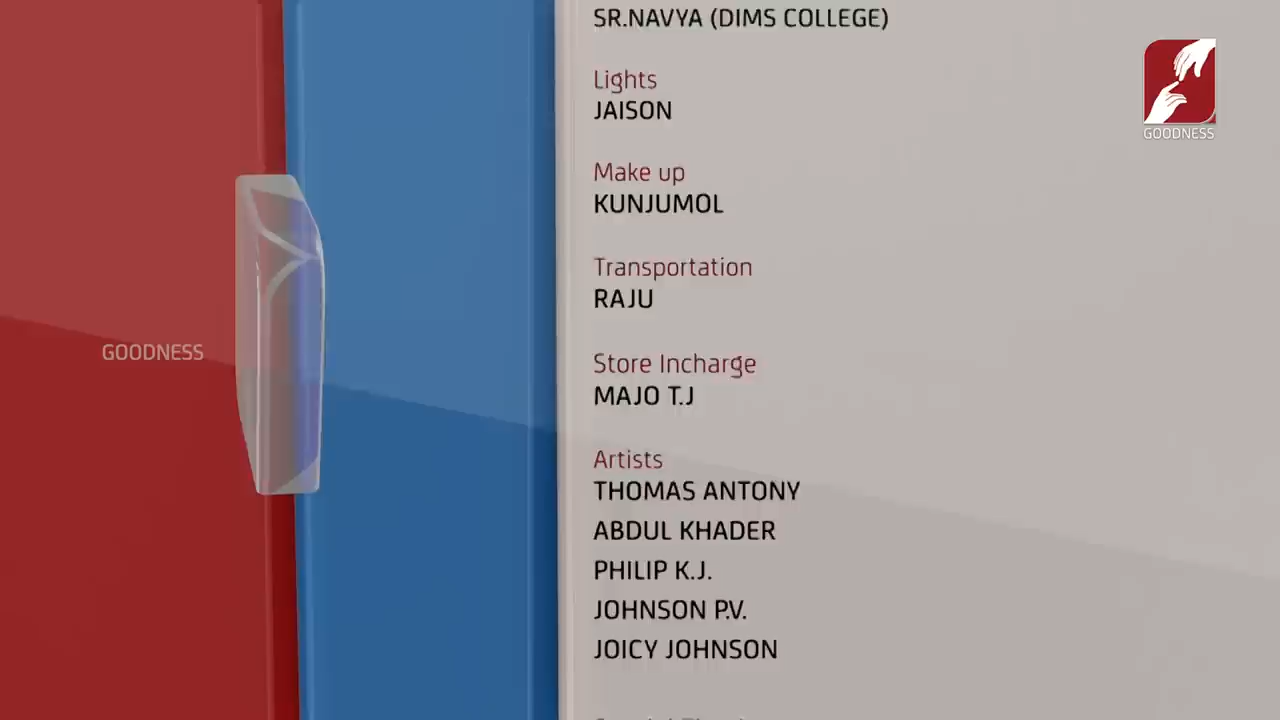 SR.NAVYA (DIMS COLLEGE)
Lights
JAISON
Make up
KUNJUMOL
Transportation
RAJU
Store Incharge
MAJO T.J
Artists
THOMAS ANTONY
ABDUL KHADER
PHILIP K.J.
JOHNSON P.V.
JOICY JOHNSON
GOODNESS
GOODNESS